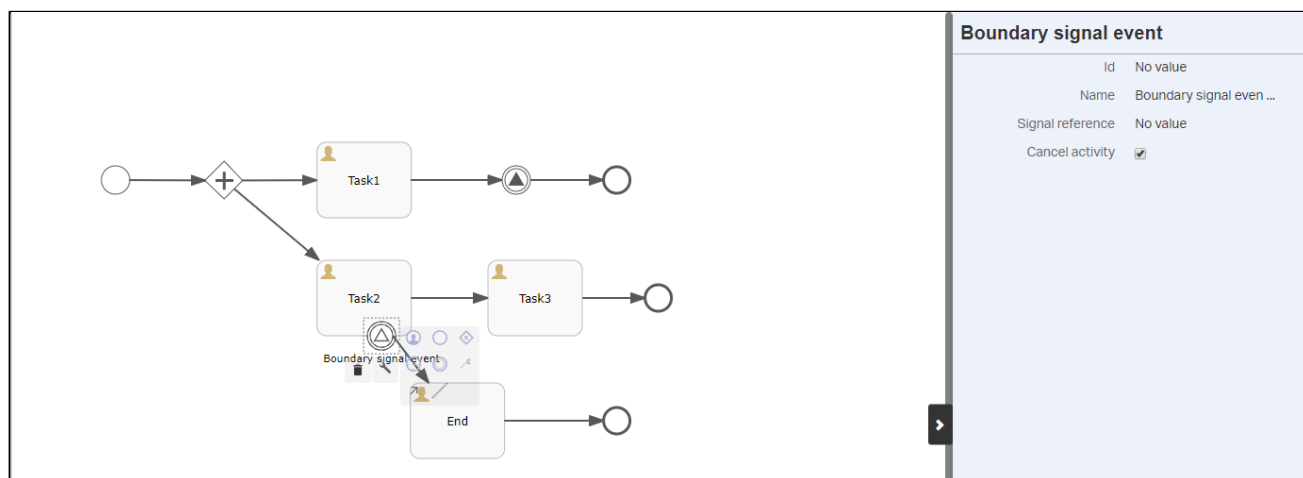 Boundary signal event
Id No value
Name Boundary signal even ...
Signal reference No value
Cancel activity
Task1
Task2
Task3
Boundary signal event
End